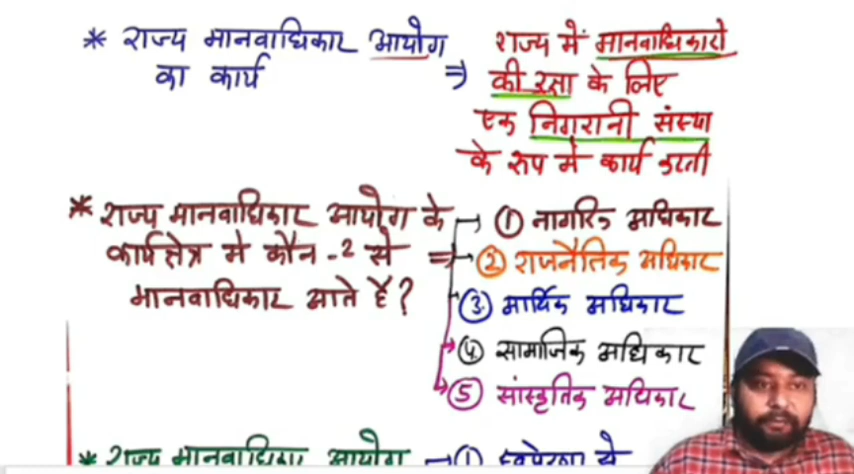 * राज्य मानवाधिकार आयोग
का कार्य
⇒ राज्य में मानवाधिकारो
की रक्षा के लिए
एक निगरानी संस्था
के रूप में कार्य करती
* राज्य मानवाधिकार आयोग के
कार्यक्षेत्र मे कौन-2 से
मानवाधिकार आते है?
⇒ ① नागरिक अधिकार
② राजनैतिक अधिकार
③ आर्थिक अधिकार
④ सामाजिक अधिकार
⑤ सांस्कृतिक अधिकार
* राज्य मानवाधिकार आयोग
① स्वप्रेरणा से